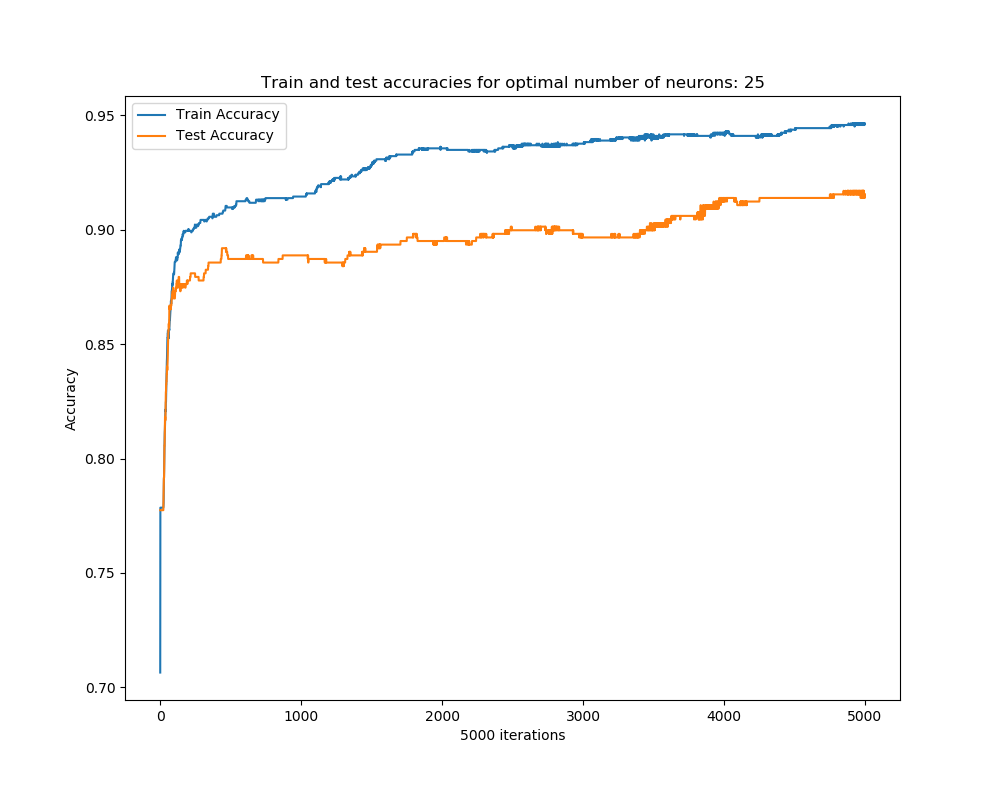 Train and test accuracies for optimal number of neurons: 25
Train Accuracy
Test Accuracy
0.95
0.90
0.85
0.80
0.75
0.70
Accuracy
0 1000 2000 3000 4000 5000
5000 iterations